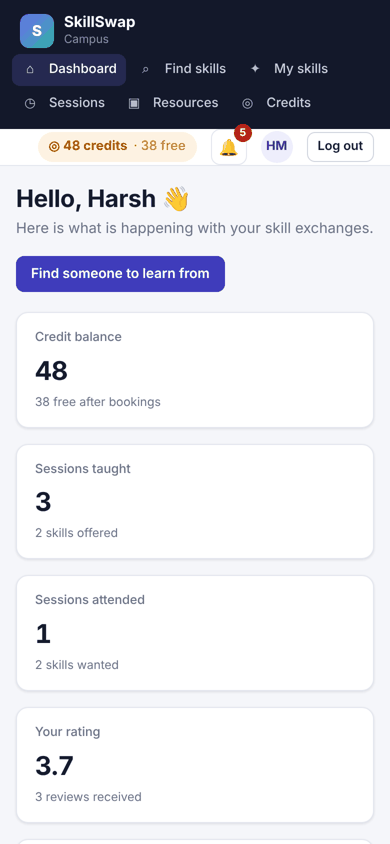 S SkillSwap
Campus
⌂ Dashboard ⌕ Find skills ✦ My skills
◷ Sessions ▣ Resources ◎ Credits
◎ 48 credits · 38 free 🔔 5 HM Log out
Hello, Harsh 👋
Here is what is happening with your skill exchanges.
Find someone to learn from
Credit balance
48
38 free after bookings
Sessions taught
3
2 skills offered
Sessions attended
1
2 skills wanted
Your rating
3.7
3 reviews received